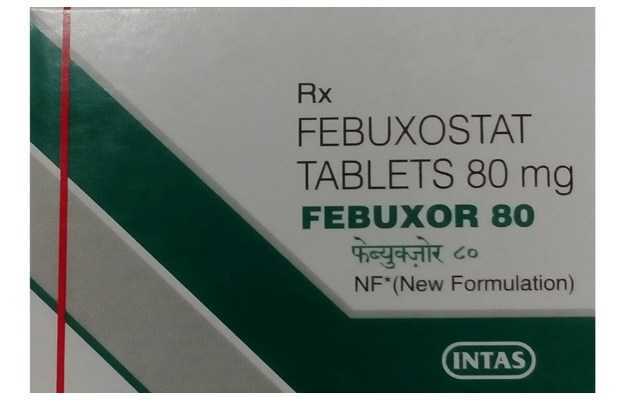 Rx
FEBUXOSTAT
TABLETS 80 mg
FEBUXOR 80
फेब्युक्ज़ोर ८०
NF*(New Formulation)
INTAS